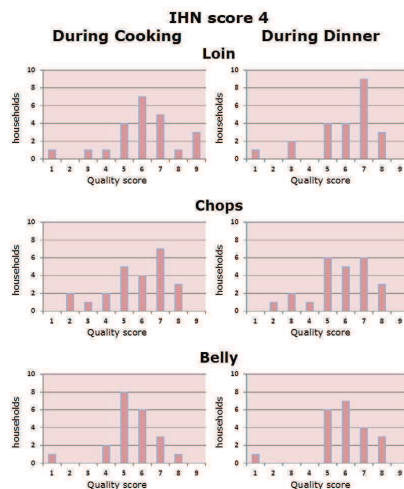 IHN score 4
During Cooking During Dinner
Loin
10 10
8 8
6 6
4 4
2 2
0 0
households households
1 2 3 4 5 6 7 8 9 1 2 3 4 5 6 7 8 9
Quality score Quality score
Chops
10 10
8 8
6 6
4 4
2 2
0 0
households households
1 2 3 4 5 6 7 8 9 1 2 3 4 5 6 7 8 9
Quality score Quality score
Belly
10 10
8 8
6 6
4 4
2 2
0 0
households households
1 2 3 4 5 6 7 8 9 1 2 3 4 5 6 7 8 9
Quality score Quality score